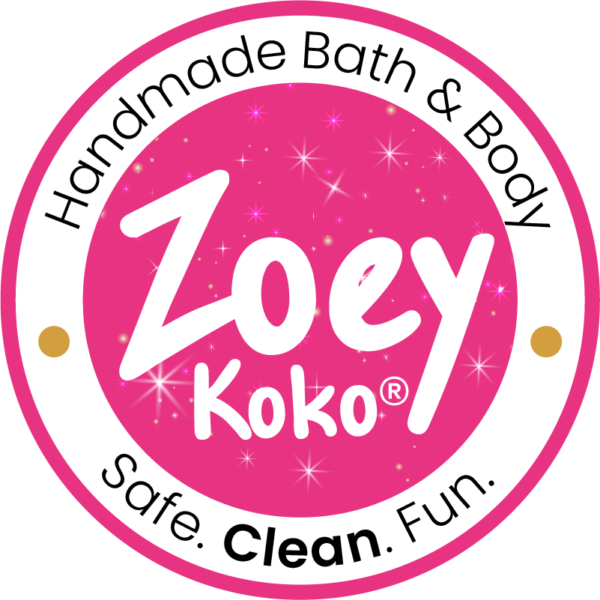 Handmade Bath & Body
Zoey
Koko®
Safe. Clean. Fun.